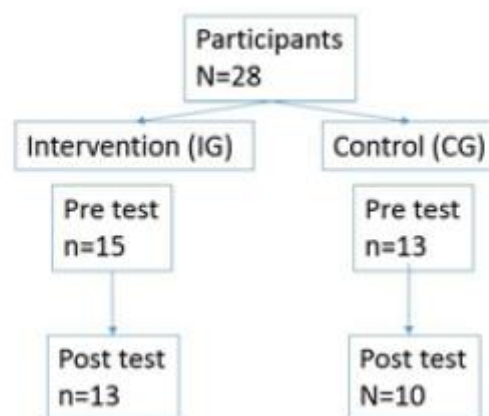 Participants
N=28
Intervention (IG)
Control (CG)
Pre test
n=15
Pre test
n=13
Post test
n=13
Post test
N=10